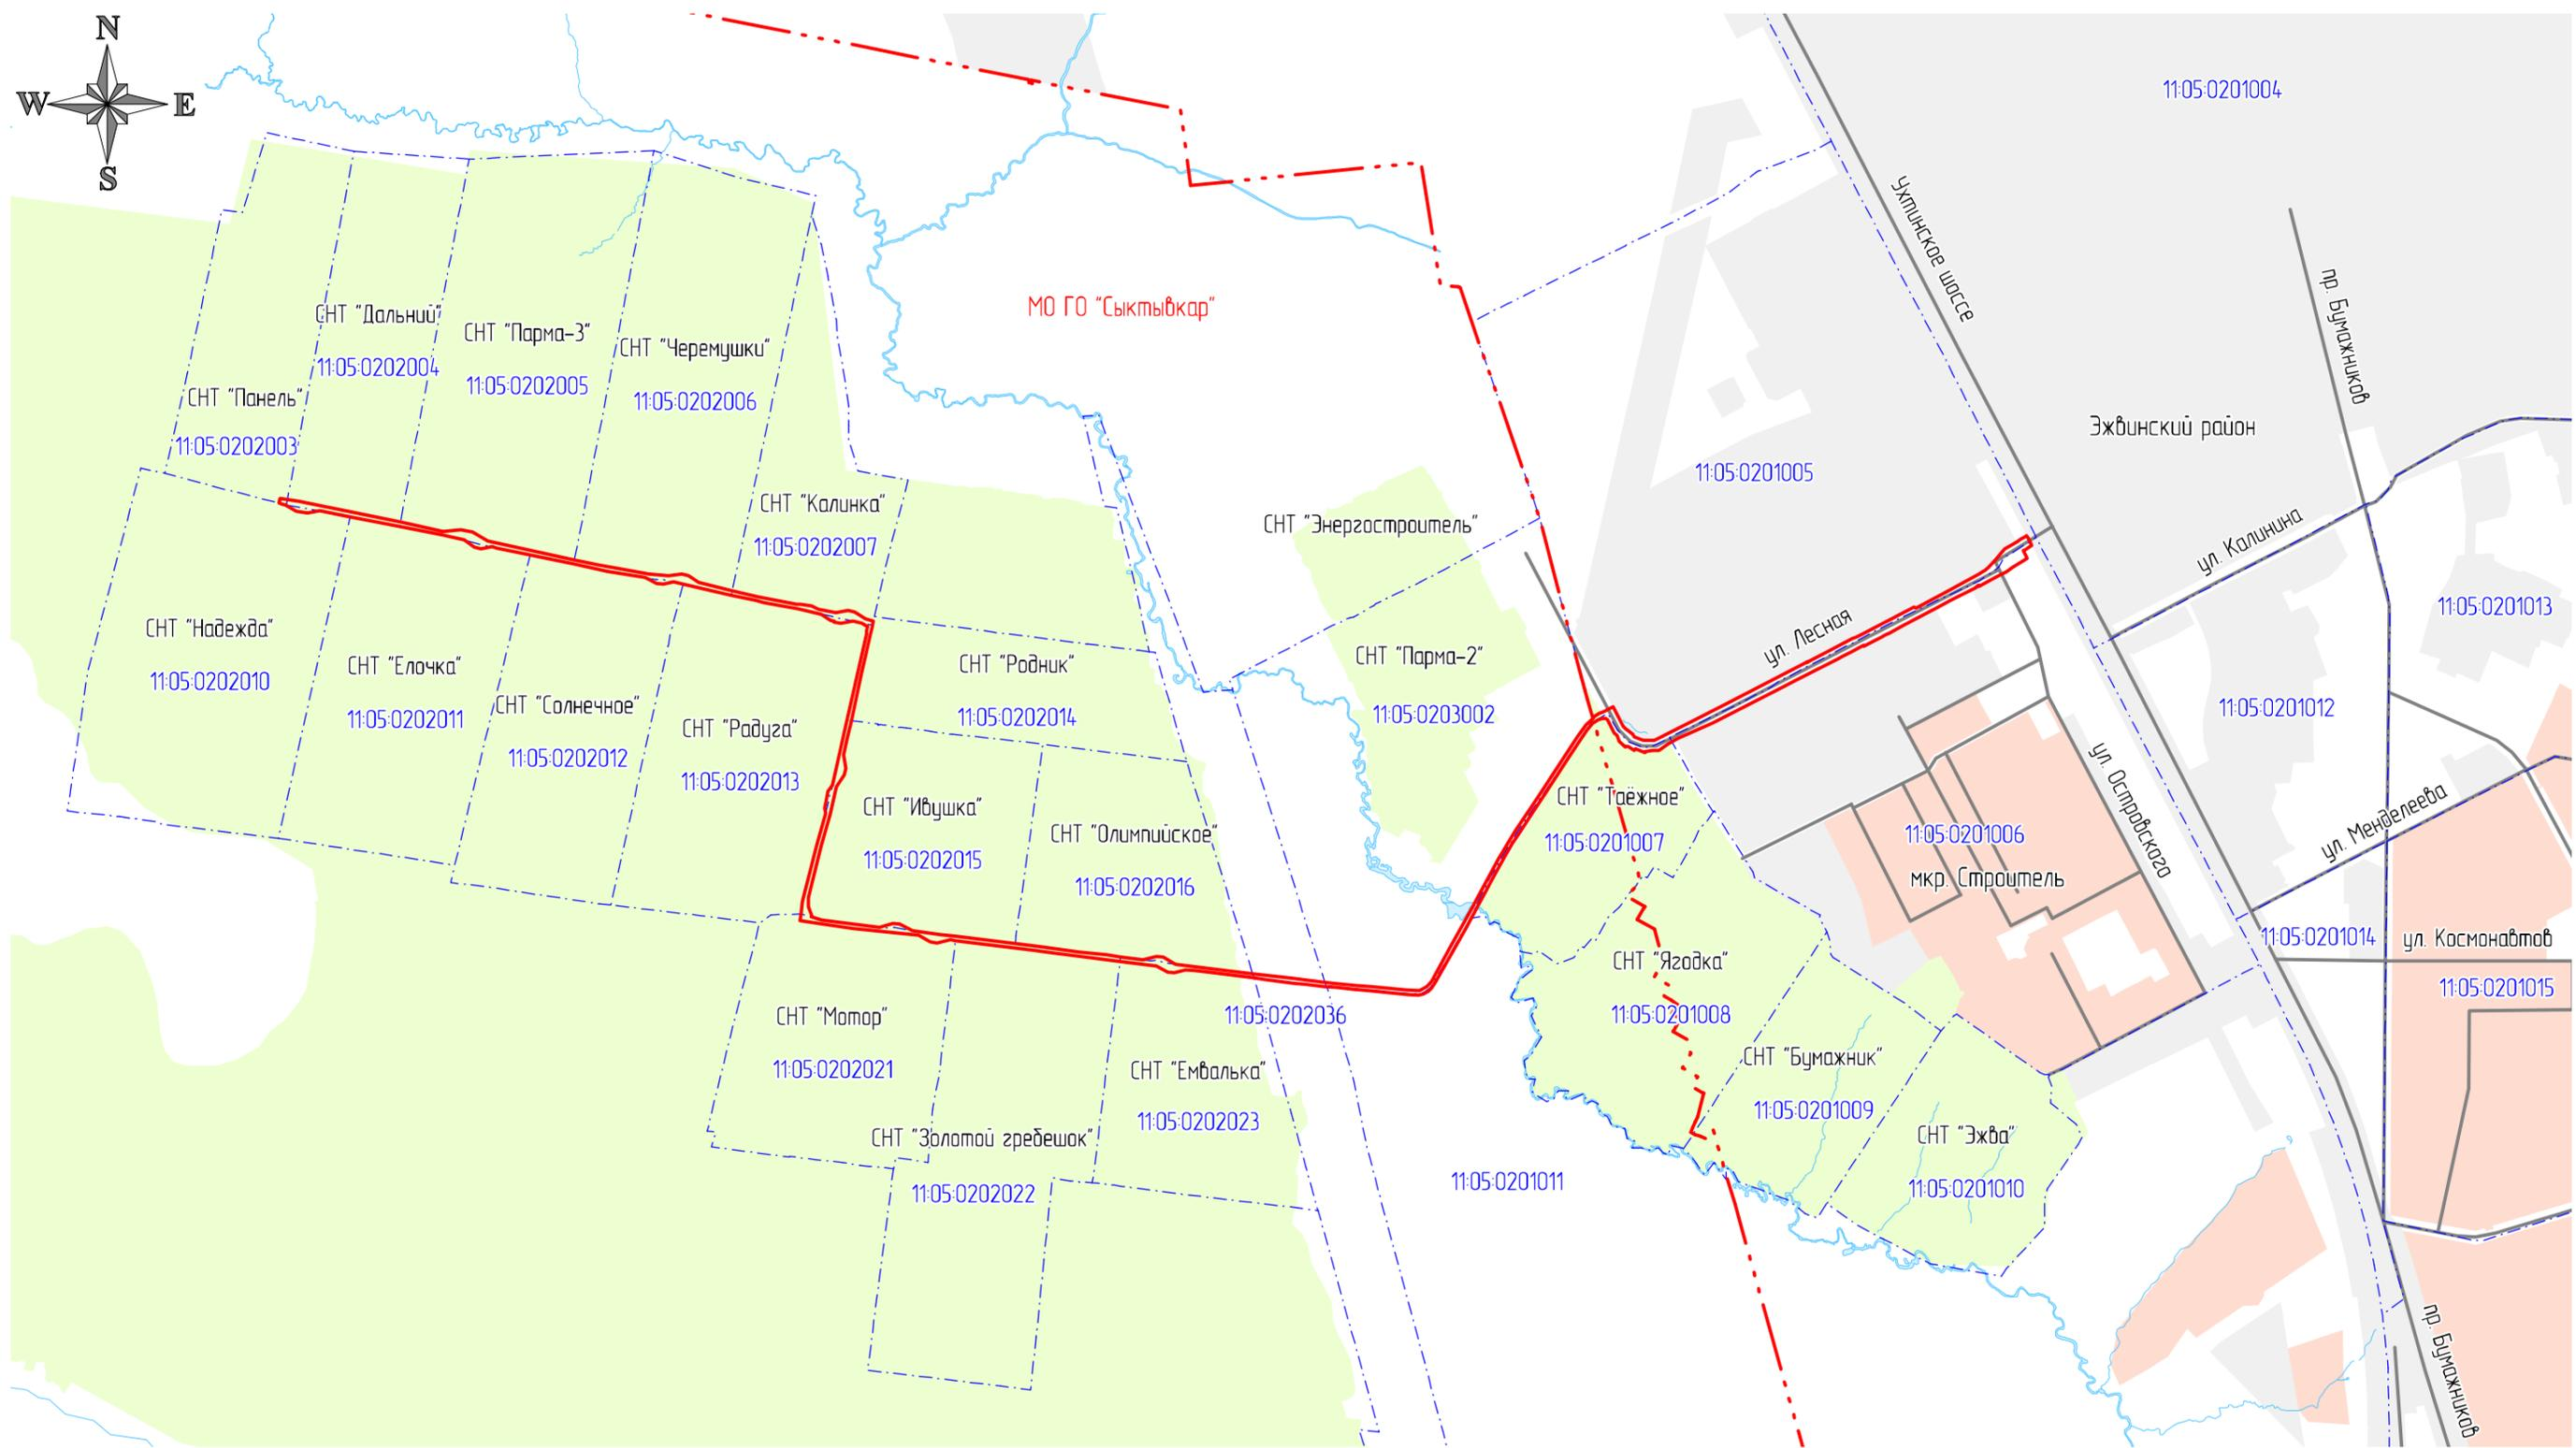 N
W
E
S
11:05:0201004
Ухтинское шоссе
пр. Бумажников
МО ГО "Сыктывкар"
СНТ "Дальний"
11:05:0202004
СНТ "Парма-3"
11:05:0202005
СНТ "Черемушки"
11:05:0202006
СНТ "Панель"
11:05:0202003
Эжвинский район
11:05:0201005
СНТ "Калинка"
11:05:0202007
СНТ "Энергостроитель"
ул. Калинина
11:05:0201013
СНТ "Надежда"
11:05:0202010
СНТ "Елочка"
11:05:0202011
СНТ "Солнечное"
11:05:0202012
СНТ "Радуга"
11:05:0202013
СНТ "Родник"
11:05:0202014
СНТ "Парма-2"
11:05:0203002
ул. Лесная
11:05:0201012
СНТ "Ивушка"
11:05:0202015
СНТ "Олимпийское"
11:05:0202016
СНТ "Таёжное"
11:05:0201007
11:05:0201006
мкр. Строитель
ул. Островского
ул. Менделеева
11:05:0201014
ул. Космонавтов
11:05:0201015
СНТ "Ягодка"
11:05:0201008
СНТ "Мотор"
11:05:0202021
11:05:0202036
СНТ "Емвалька"
11:05:0202023
СНТ "Бумажник"
11:05:0201009
СНТ "Золотой гребешок"
11:05:0202022
СНТ "Эжва"
11:05:0201010
11:05:0201011
пр. Бумажников